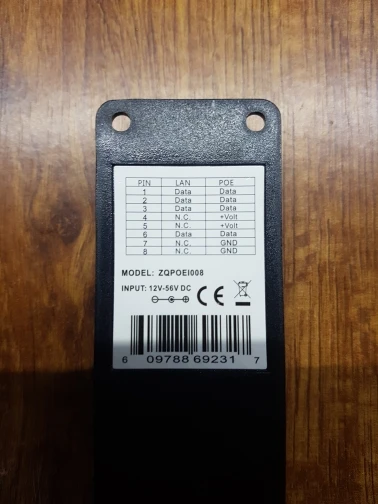 PIN LAN POE
1 Data Data
2 Data Data
3 Data Data
4 N.C. +Volt
5 N.C. +Volt
6 Data Data
7 N.C. GND
8 N.C. GND
MODEL: ZQPOEI008
INPUT: 12V-56V DC
CE
6 09788 69231 7